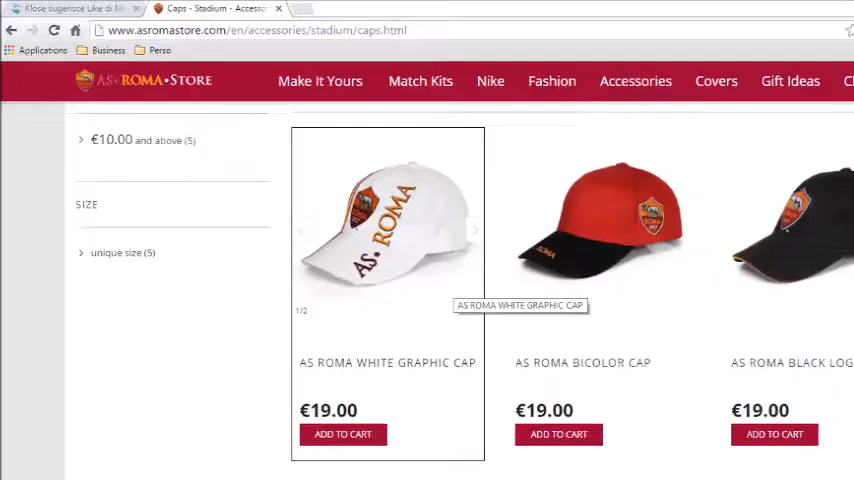 Klose sugerisce Like di M
Caps - Stadium - Accesso
www.asromastore.com/en/accessories/stadium/caps.html
Applications Business Perso
AS. ROMA•STORE Make It Yours Match Kits Nike Fashion Accessories Covers Gift Ideas
€10.00 and above (5)
SIZE
unique size (5)
AS. ROMA
ROMA
1/2
AS ROMA WHITE GRAPHIC CAP
AS ROMA WHITE GRAPHIC CAP AS ROMA BICOLOR CAP AS ROMA BLACK LOG
€19.00 €19.00 €19.00
ADD TO CART ADD TO CART ADD TO CART